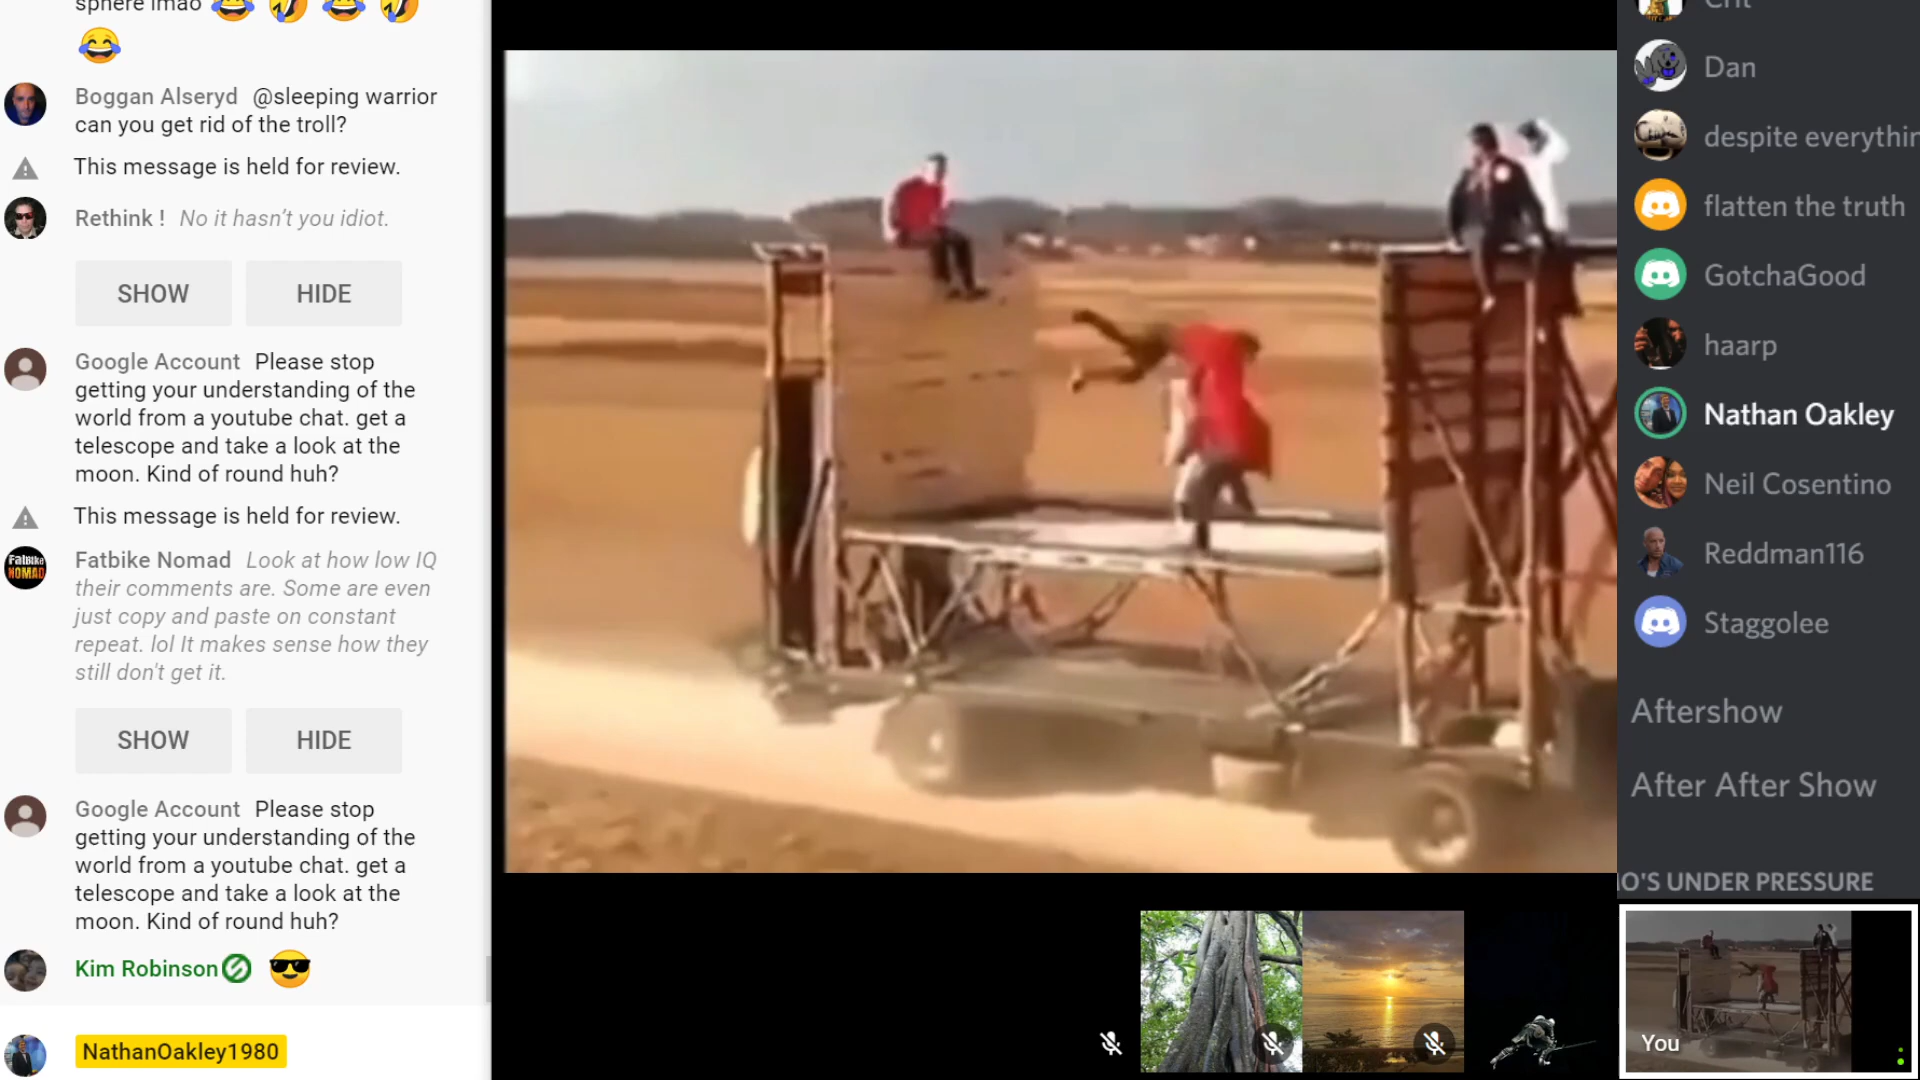 sphere lmao
Boggan Alseryd @sleeping warrior
can you get rid of the troll?
This message is held for review.
Rethink ! No it hasn't you idiot.
SHOW HIDE
Google Account Please stop
getting your understanding of the
world from a youtube chat. get a
telescope and take a look at the
moon. Kind of round huh?
This message is held for review.
FatBike NOMAD
Fatbike Nomad Look at how low IQ
their comments are. Some are even
just copy and paste on constant
repeat. lol It makes sense how they
still don't get it.
SHOW HIDE
Google Account Please stop
getting your understanding of the
world from a youtube chat. get a
telescope and take a look at the
moon. Kind of round huh?
Kim Robinson
NathanOakley1980
Dan
despite everythin
flatten the truth
GotchaGood
haarp
Nathan Oakley
Neil Cosentino
Reddman116
Staggolee
Aftershow
After After Show
O'S UNDER PRESSURE
You